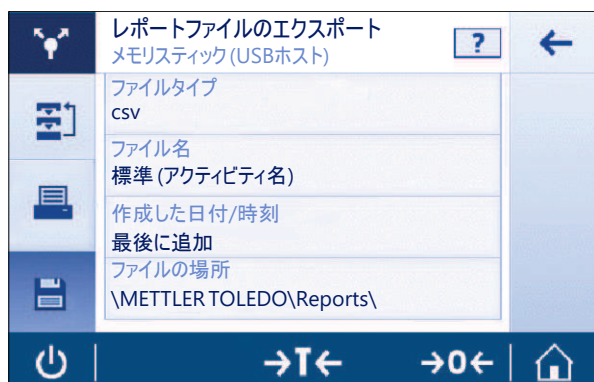 レポートファイルのエクスポート
メモリスティック(USBホスト)
?
ファイルタイプ
csv
ファイル名
標準 (アクティビティ名)
作成した日付/時刻
最後に追加
ファイルの場所
\METTLER TOLEDO\Reports\
→T← →0←